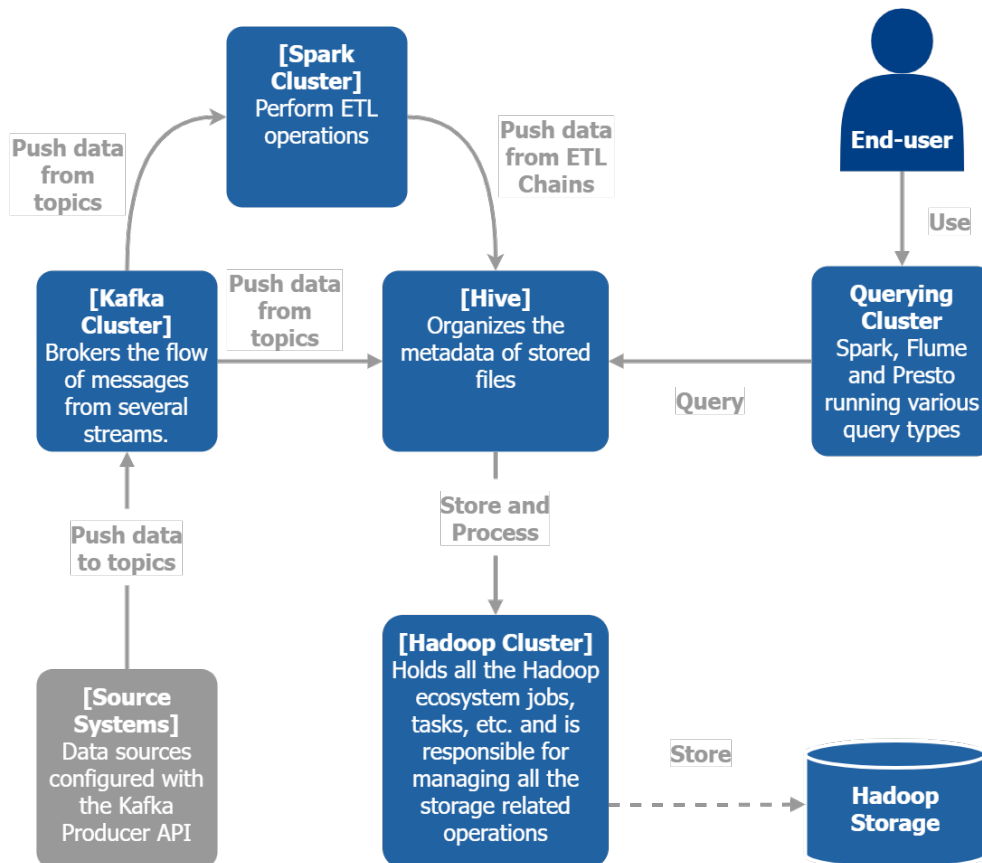 [Spark
Cluster]
Perform ETL
operations
End-user
Push data
from
topics
Push data
from ETL
Chains
Use
[Kafka
Cluster]
Brokers the flow
of messages
from several
streams.
Push data
from
topics
[Hive]
Organizes the
metadata of stored
files
Query
Querying
Cluster
Spark, Flume
and Presto
running various
query types
Push data
to topics
Store and
Process
[Source
Systems]
Data sources
configured with
the Kafka
Producer API
[Hadoop Cluster]
Holds all the Hadoop
ecosystem jobs,
tasks, etc. and is
responsible for
managing all the
storage related
operations
Store
Hadoop
Storage